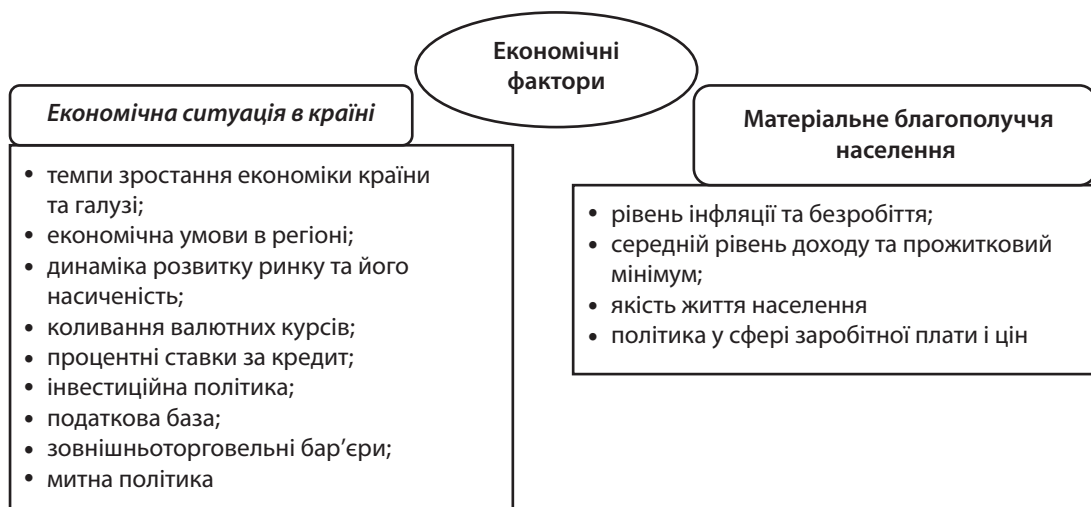 Економічні
фактори
Економічна ситуація в країні
• темпи зростання економіки країни
та галузі;
• економічна умови в регіоні;
• динаміка розвитку ринку та його
насиченість;
• коливання валютних курсів;
• процентні ставки за кредит;
• інвестиційна політика;
• податкова база;
• зовнішньоторговельні бар’єри;
• митна політика
Матеріальне благополуччя
населення
• рівень інфляції та безробіття;
• середній рівень доходу та прожитковий
мінімум;
• якість життя населення
• політика у сфері заробітної плати і цін